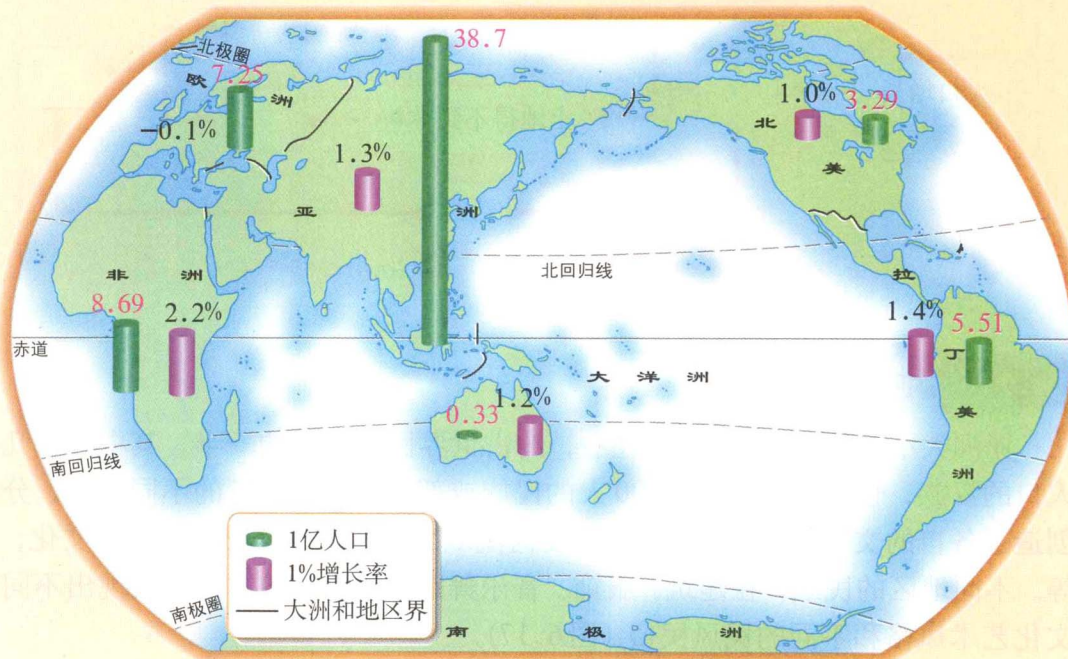 38.7
北极圈
欧洲
7.25
-0.1%
1.0%
3.29
北美
1.3%
亚洲
非洲
北回归线
8.69
2.2%
1.4%
5.51
赤道
拉丁美洲
大洋洲
0.33
1.2%
南回归线
1亿人口
1%增长率
大洲和地区界
南极圈
南极洲